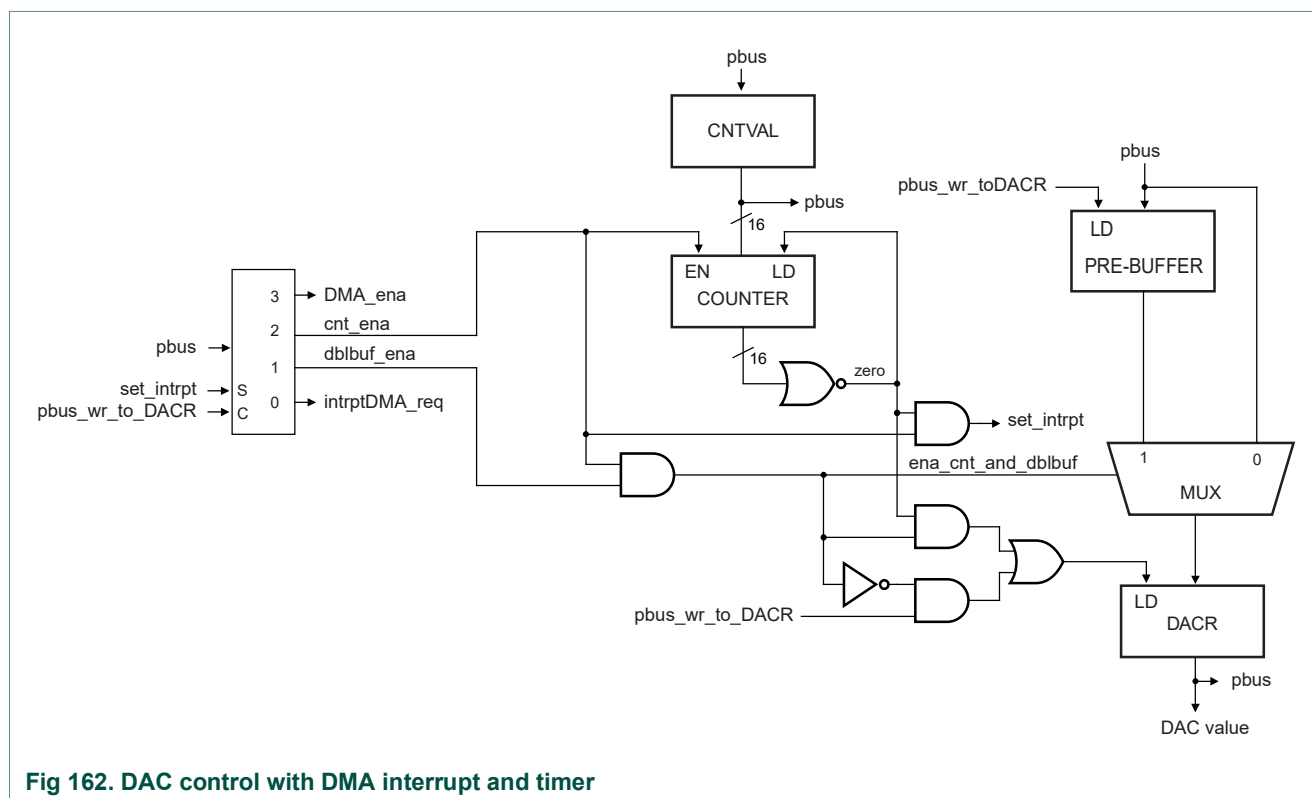 pbus
CNTVAL
pbus
16
pbus
pbus_wr_toDACR
LD
PRE-BUFFER
EN LD
COUNTER
3 DMA_ena
2 cnt_ena
1 dblbuf_ena
0 intrptDMA_req
pbus
set_intrpt S
pbus_wr_to_DACR C
16
zero
set_intrpt
ena_cnt_and_dblbuf
1 0
MUX
pbus_wr_to_DACR
LD
DACR
pbus
DAC value
Fig 162. DAC control with DMA interrupt and timer